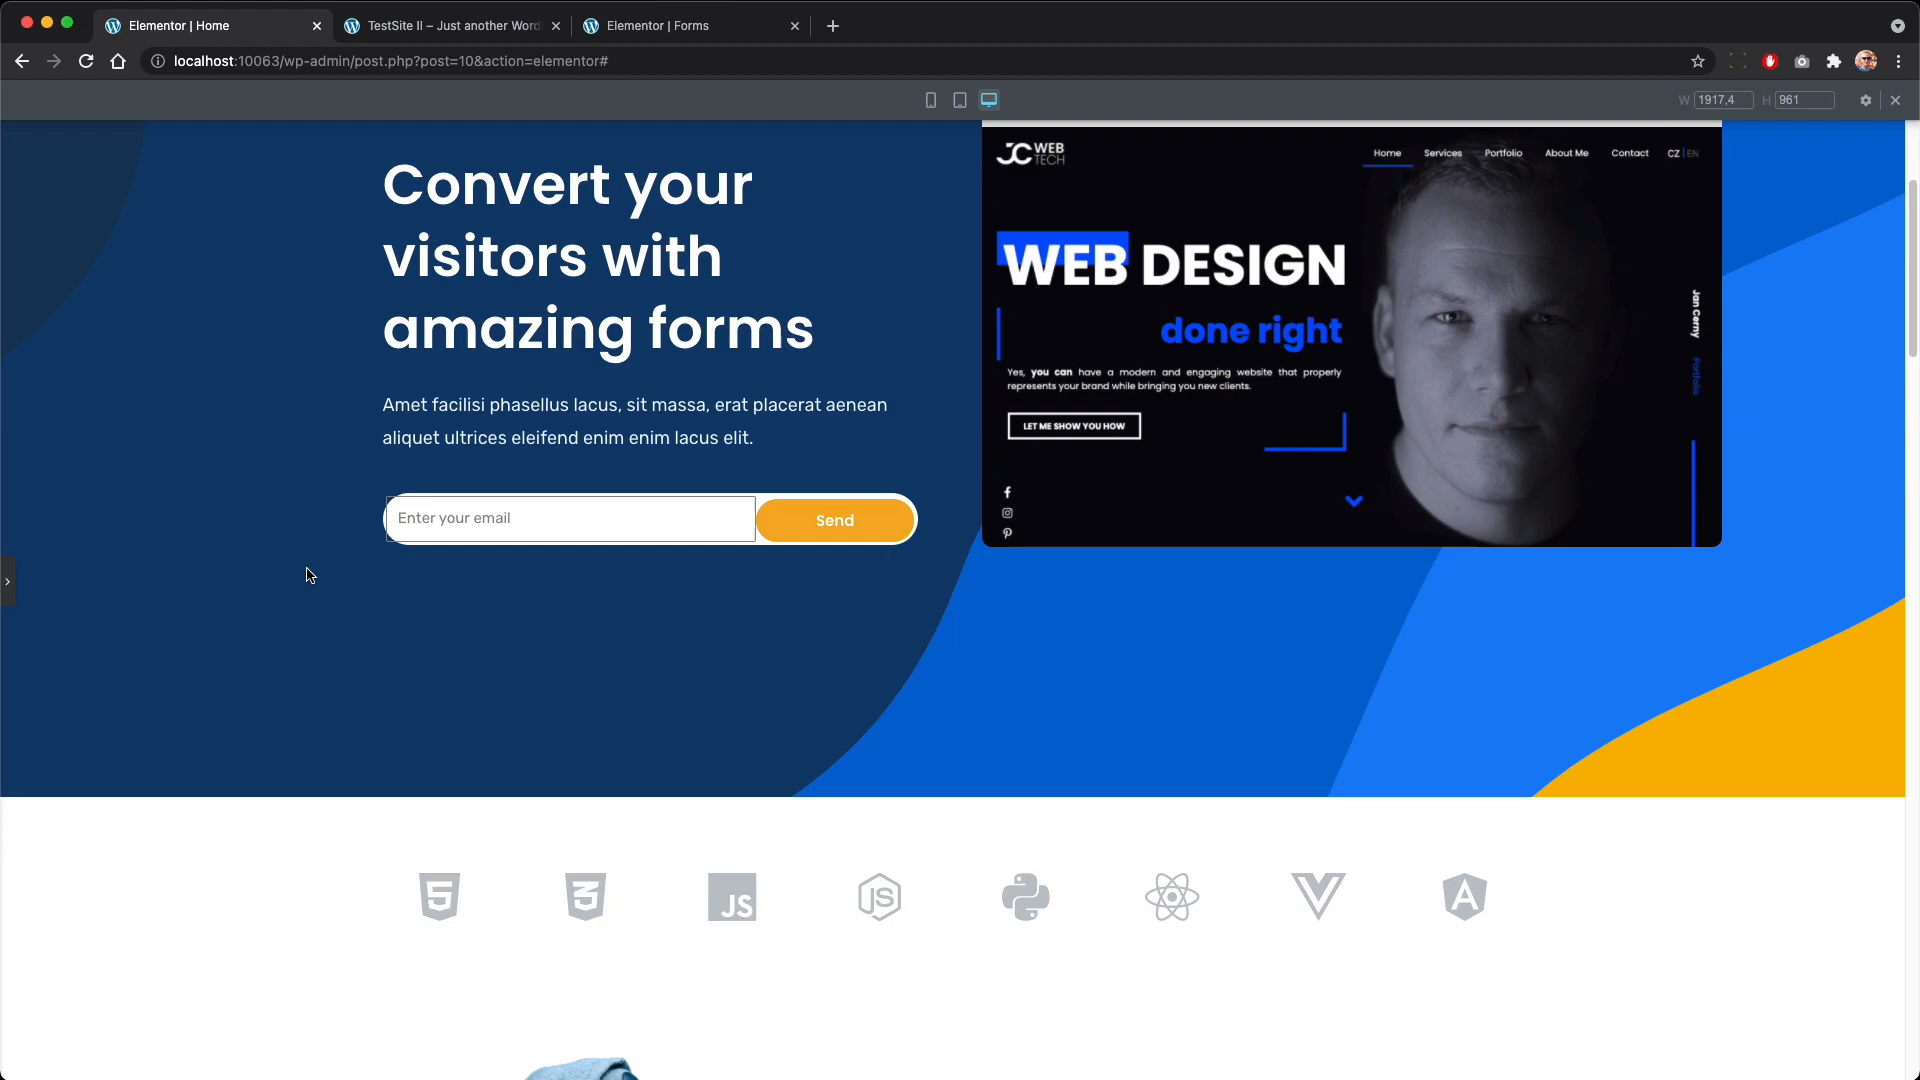 Elementor | Home
TestSite II – Just another Word
Elementor | Forms
localhost:10063/wp-admin/post.php?post=10&action=elementor#
W 1917,4 H 961
Convert your
visitors with
amazing forms
Amet facilisi phasellus lacus, sit massa, erat placerat aenean
aliquet ultrices eleifend enim enim lacus elit.
Enter your email
Send
JC WEB
TECH
Home Services Portfolio About Me Contact CZ | EN
WEB DESIGN
done right
Yes, you can have a modern and engaging website that properly
represents your brand while bringing you new clients.
LET ME SHOW YOU HOW
Jan Cerny
Portfolio
5
3
JS
JS
A